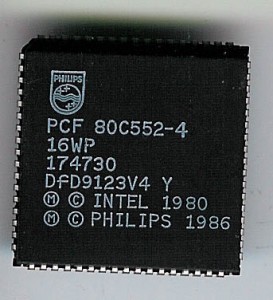 PHILIPS
PCF 80C552-4
16WP
174730
DfD9123V4 Y
Ⓜ © INTEL 1980
Ⓜ © PHILIPS 1986